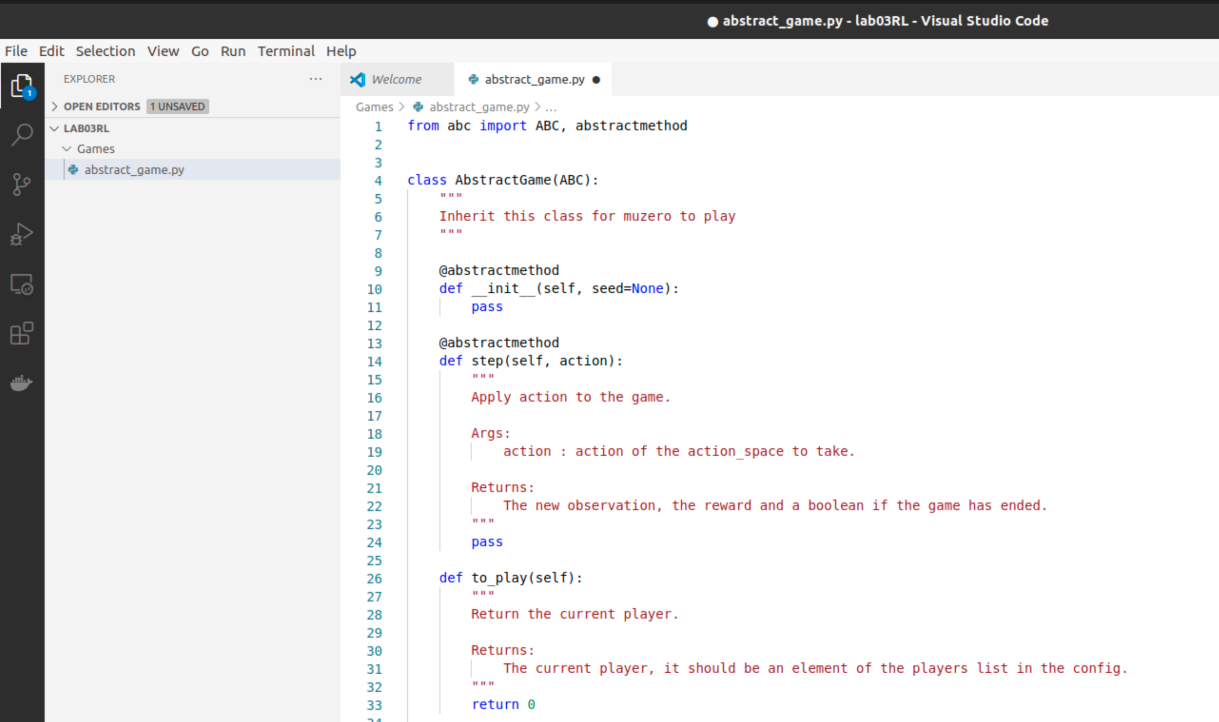 ● abstract_game.py - lab03RL - Visual Studio Code
File Edit Selection View Go Run Terminal Help
EXPLORER ···
Welcome
abstract_game.py ●
1
OPEN EDITORS 1 UNSAVED
LAB03RL
Games
abstract_game.py
Games > abstract_game.py > ...
1 from abc import ABC, abstractmethod
2
3
4 class AbstractGame(ABC):
5 """
6 Inherit this class for muzero to play
7 """
8
9 @abstractmethod
10 def __init__(self, seed=None):
11 pass
12
13 @abstractmethod
14 def step(self, action):
15 """
16 Apply action to the game.
17
18 Args:
19 action : action of the action_space to take.
20
21 Returns:
22 The new observation, the reward and a boolean if the game has ended.
23 """
24 pass
25
26 def to_play(self):
27 """
28 Return the current player.
29
30 Returns:
31 The current player, it should be an element of the players list in the config.
32 """
33 return 0